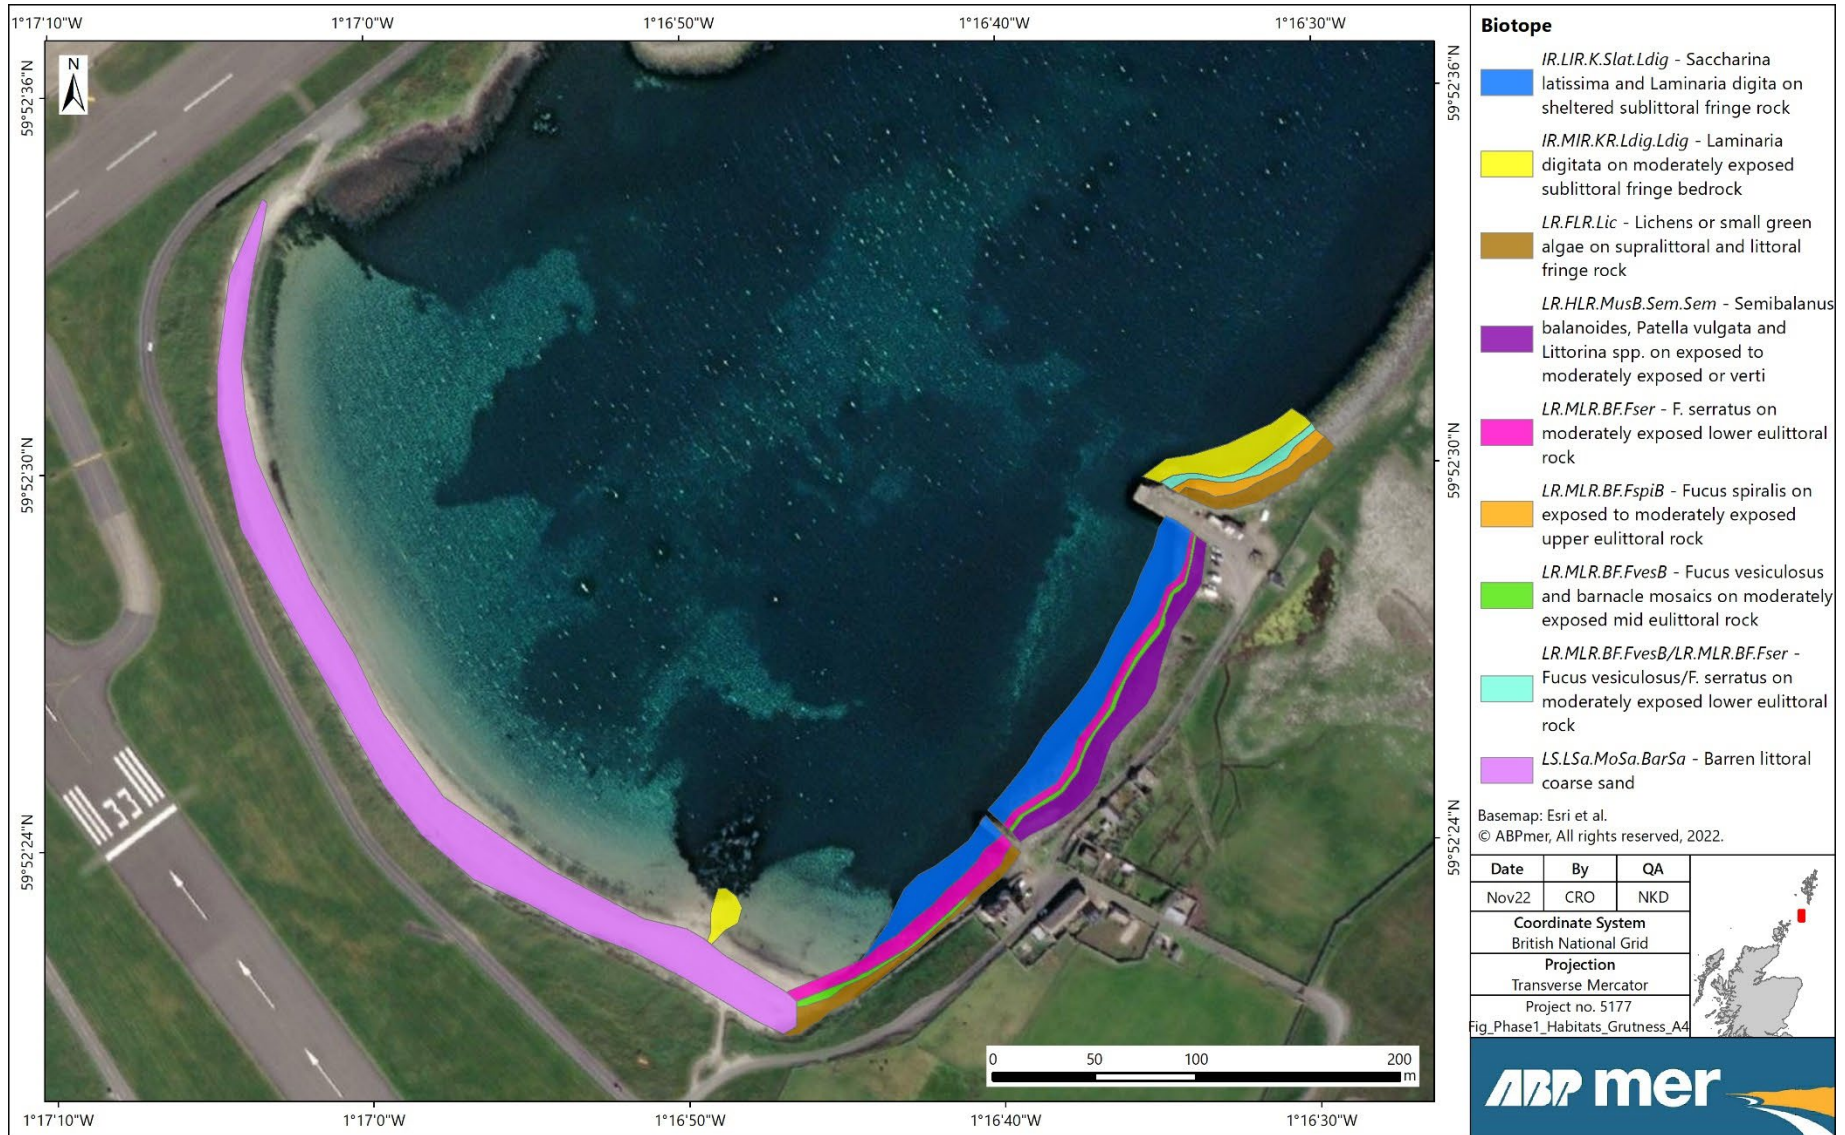 1°17'10"W 1°17'0"W 1°16'50"W 1°16'40"W 1°16'30"W
N
59°52'36"N
59°52'36"N
59°52'30"N
59°52'30"N
59°52'24"N
59°52'24"N
33
0 50 100 200
m
1°17'10"W 1°17'0"W 1°16'50"W 1°16'40"W 1°16'30"W
Biotope
IR.LIR.K.Slat.Ldig - Saccharina
latissima and Laminaria digita on
sheltered sublittoral fringe rock
IR.MIR.KR.Ldig.Ldig - Laminaria
digitata on moderately exposed
sublittoral fringe bedrock
LR.FLR.Lic - Lichens or small green
algae on supralittoral and littoral
fringe rock
LR.HLR.MusB.Sem.Sem - Semibalanus
balanoides, Patella vulgata and
Littorina spp. on exposed to
moderately exposed or verti
LR.MLR.BF.Fser - F. serratus on
moderately exposed lower eulittoral
rock
LR.MLR.BF.FspiB - Fucus spiralis on
exposed to moderately exposed
upper eulittoral rock
LR.MLR.BF.FvesB - Fucus vesiculosus
and barnacle mosaics on moderately
exposed mid eulittoral rock
LR.MLR.BF.FvesB/LR.MLR.BF.Fser -
Fucus vesiculosus/F. serratus on
moderately exposed lower eulittoral
rock
LS.LSa.MoSa.BarSa - Barren littoral
coarse sand
Basemap: Esri et al.
© ABPmer, All rights reserved, 2022.
Date By QA
Nov22 CRO NKD
Coordinate System
British National Grid
Projection
Transverse Mercator
Project no. 5177
Fig_Phase1_Habitats_Grutness_A4
ABPmer